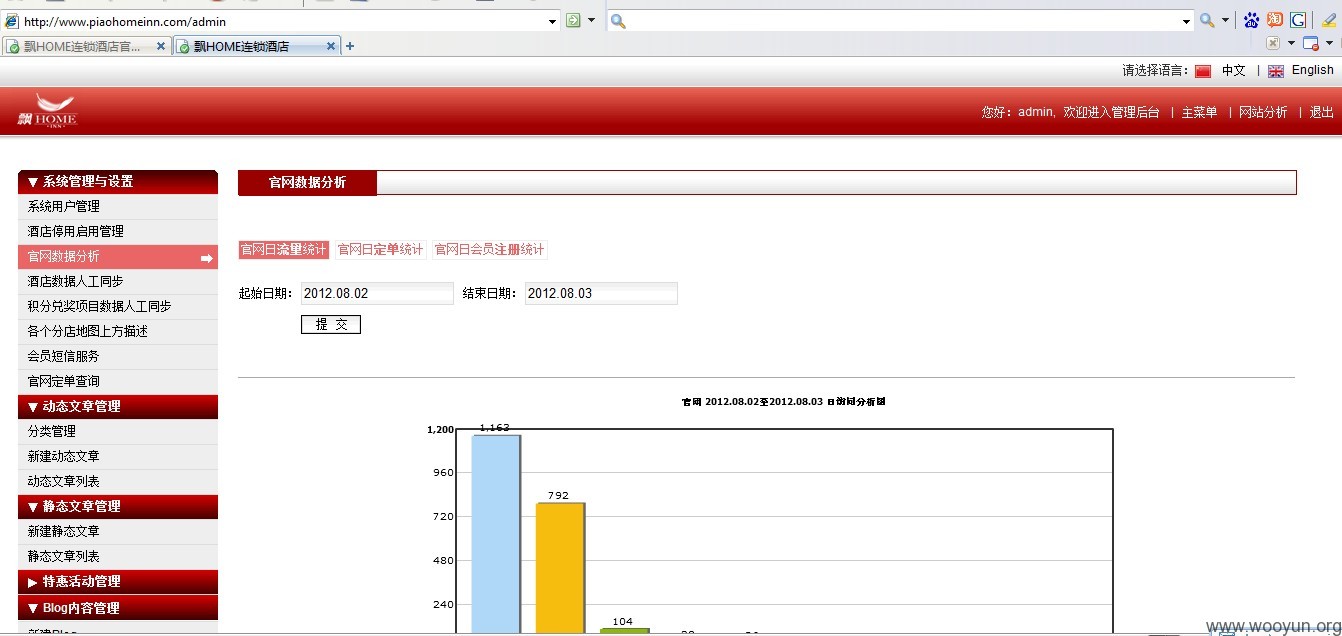 http://www.piaohomeinn.com/admin
飘HOME连锁酒店官... 飘HOME连锁酒店
请选择语言： 中文 | English
飘HOME
INN
您好：admin, 欢迎进入管理后台 | 主菜单 | 网站分析 | 退出
▼系统管理与设置
系统用户管理
酒店停用启用管理
官网数据分析
酒店数据人工同步
积分兑奖项目数据人工同步
各个分店地图上方描述
会员短信服务
官网定单查询
▼动态文章管理
分类管理
新建动态文章
动态文章列表
▼静态文章管理
新建静态文章
静态文章列表
▶特惠活动管理
▼Blog内容管理
新建Blog
官网数据分析
官网日流量统计 官网日定单统计 官网日会员注册统计
起始日期： 2012.08.02 结束日期： 2012.08.03
提 交
官网 2012.08.02至2012.08.03 日访问分析图
1,200
960
720
480
240
1,163
792
104
www.wooyun.org